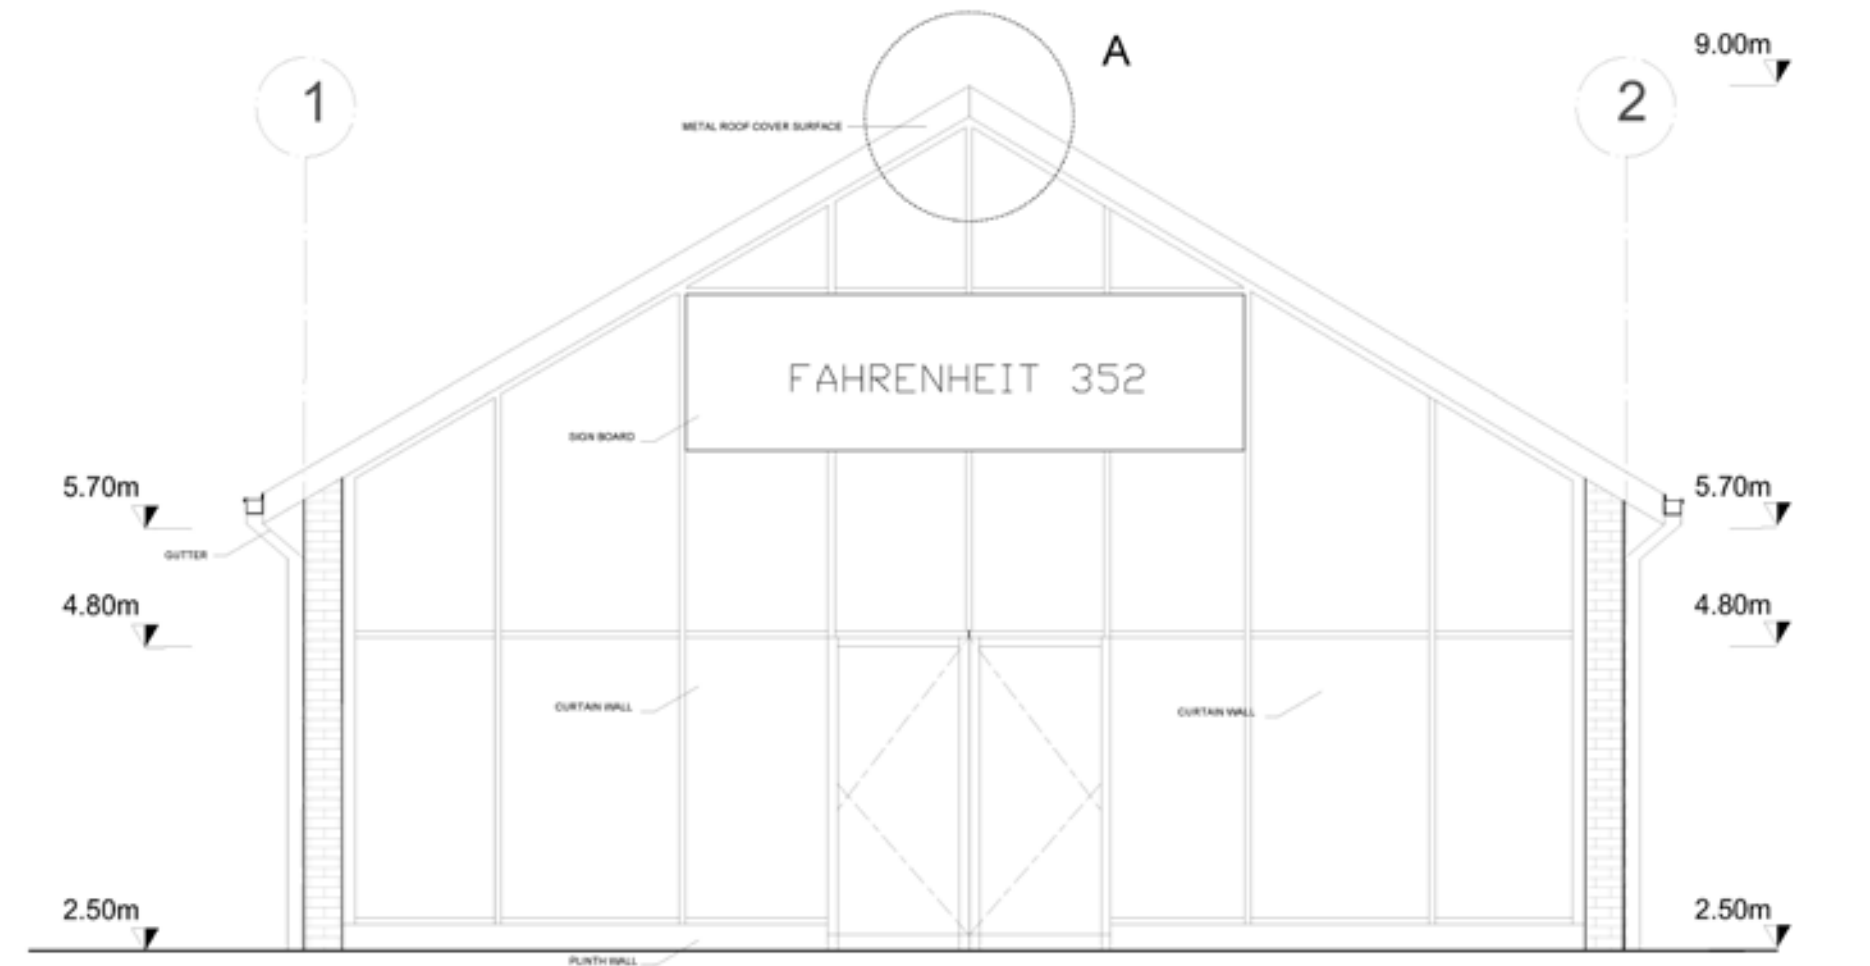 A
9.00m
1
2
METAL ROOF COVER SURFACE
FAHRENHEIT 352
SIGN BOARD
5.70m
5.70m
GUTTER
4.80m
4.80m
CURTAIN WALL
CURTAIN WALL
2.50m
2.50m
PLINTH WALL